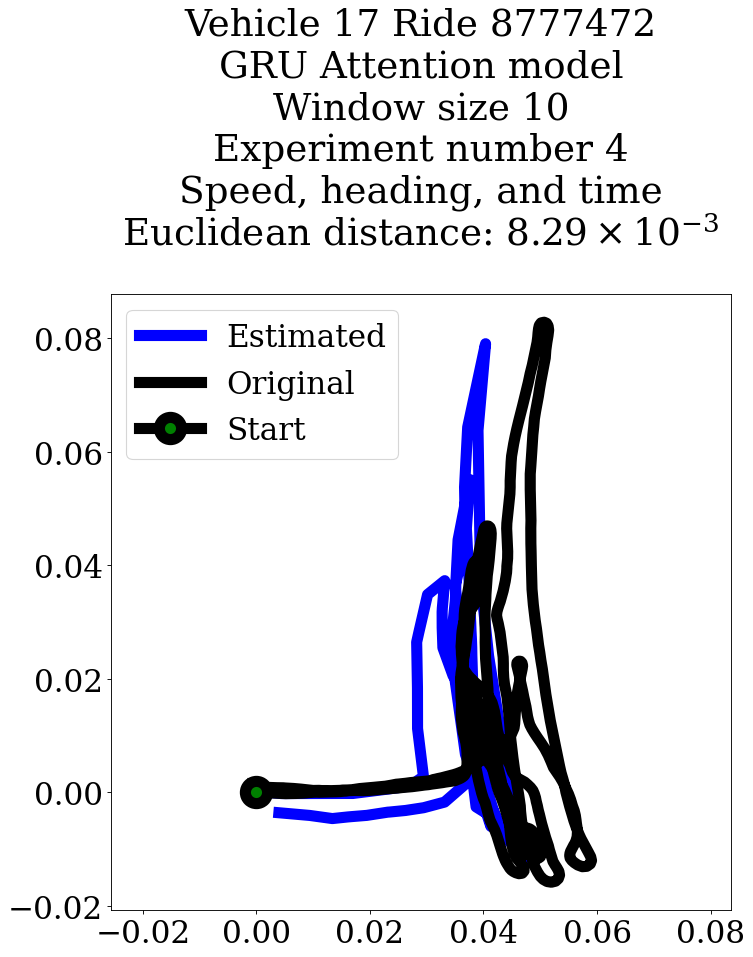 Vehicle 17 Ride 8777472
GRU Attention model
Window size 10
Experiment number 4
Speed, heading, and time
Euclidean distance: 8.29 × 10⁻³
Estimated
Original
Start
0.08
0.06
0.04
0.02
0.00
−0.02
−0.02 0.00 0.02 0.04 0.06 0.08